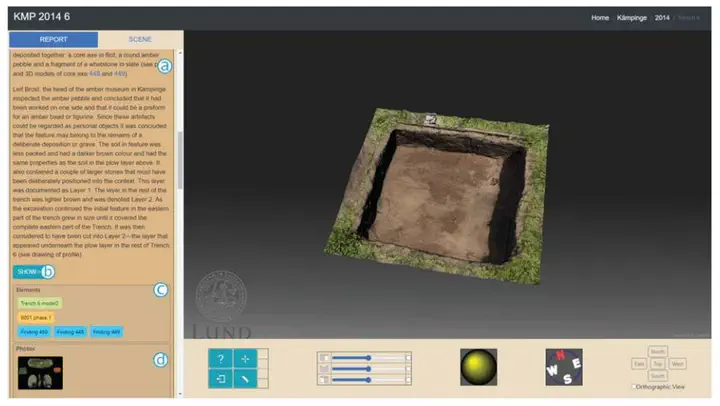 KMP 2014 6
Home Kämpinge 2014
REPORT SCENE
deposited together: a core axe in flint, a round amber
pebble and a fragment of a whetstone in slate (see
and 3D models of core axe 448 and 449)
a
Leif Brost, the head of the amber museum in Kämpinge
inspected the amber pebble and concluded that it had
been worked on one side and that it could be a preform
for an amber bead or figurine. Since these artefacts
could be regarded as personal objects it was concluded
that the feature may belong to the remains of a
deliberate deposition or grave. The soil in feature was
less packed and had a darker brown colour and had the
same properties as the soil in the plow layer above. It
also contained a couple of larger stones that must have
been deliberately positioned into the context. This layer
was documented as Layer 1. The layer in the rest of the
trench was lighter brown and was denoted Layer 2. As
the excavation continued the initial feature in the eastern
part of the trench grew in size until it covered the
complete eastern part of the Trench. It was then
considered to have been cut into Layer 2—the layer that
appeared underneath the plow layer in the rest of Trench
6 (see drawing of profile)
SHOW
b
Elements
c
Trench 6 model2
6001 phase 1
Finding 450 Finding 448 Finding 449
Photos
d
LUND
?
N
W E
S
North
East Top West
South
Orthographic View